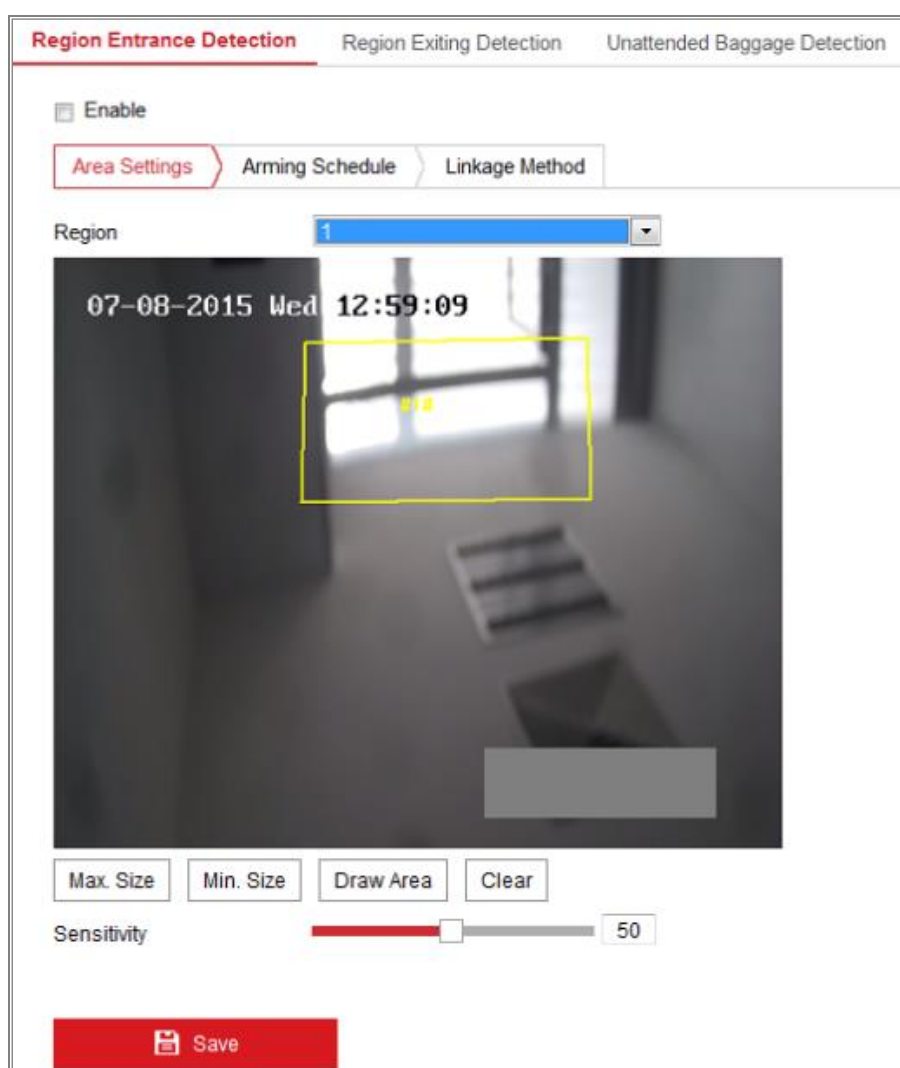 Region Entrance Detection Region Exiting Detection Unattended Baggage Detection
Enable
Area Settings Arming Schedule Linkage Method
Region 1
07-08-2015 Wed 12:59:09
#1#
Max. Size Min. Size Draw Area Clear
Sensitivity 50
Save